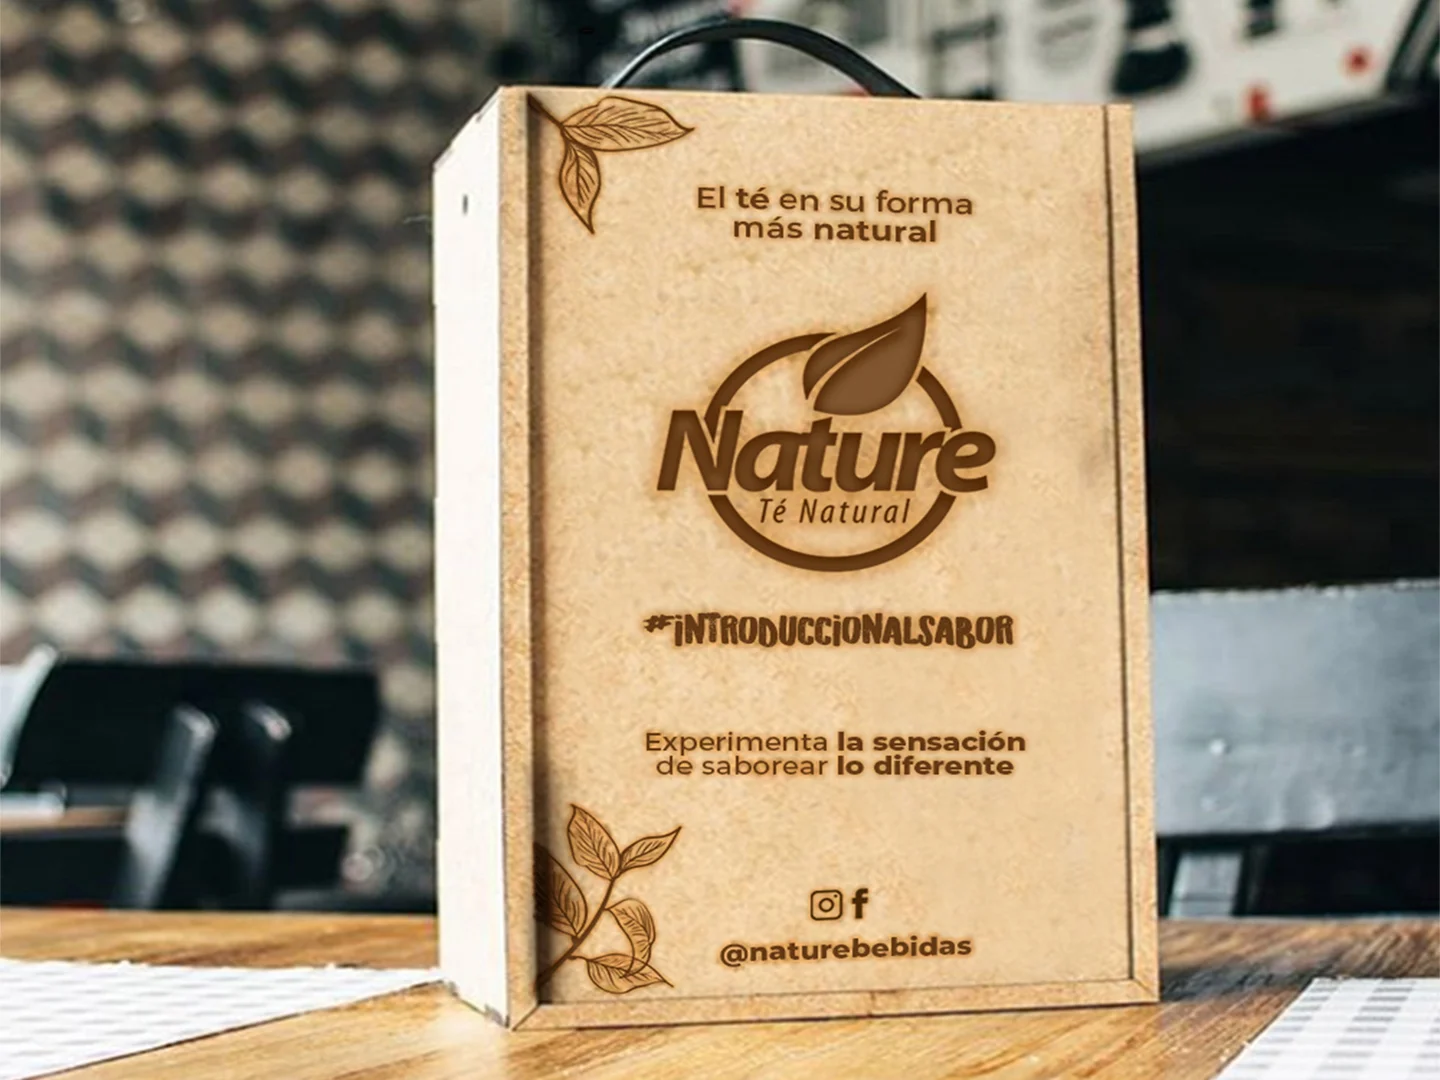 El té en su forma
más natural
Nature
Té Natural
#iNTRODUCCiONALSABOR
Experimenta la sensación
de saborear lo diferente
@naturebebidas